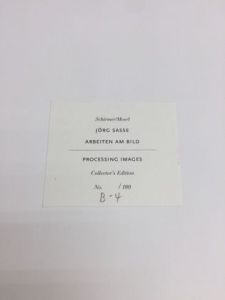 Schirmer/Mosel
JÖRG SASSE
ARBEITEN AM BILD
PROCESSING IMAGES
Collector's Edition
No. / 100
B-4